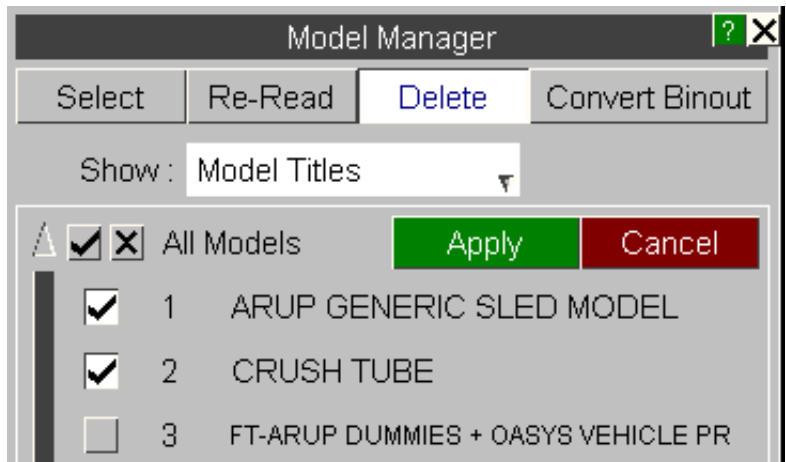 Model Manager ?
Select Re-Read Delete Convert Binout
Show : Model Titles
All Models Apply Cancel
1 ARUP GENERIC SLED MODEL
2 CRUSH TUBE
3 FT-ARUP DUMMIES + OASYS VEHICLE PR